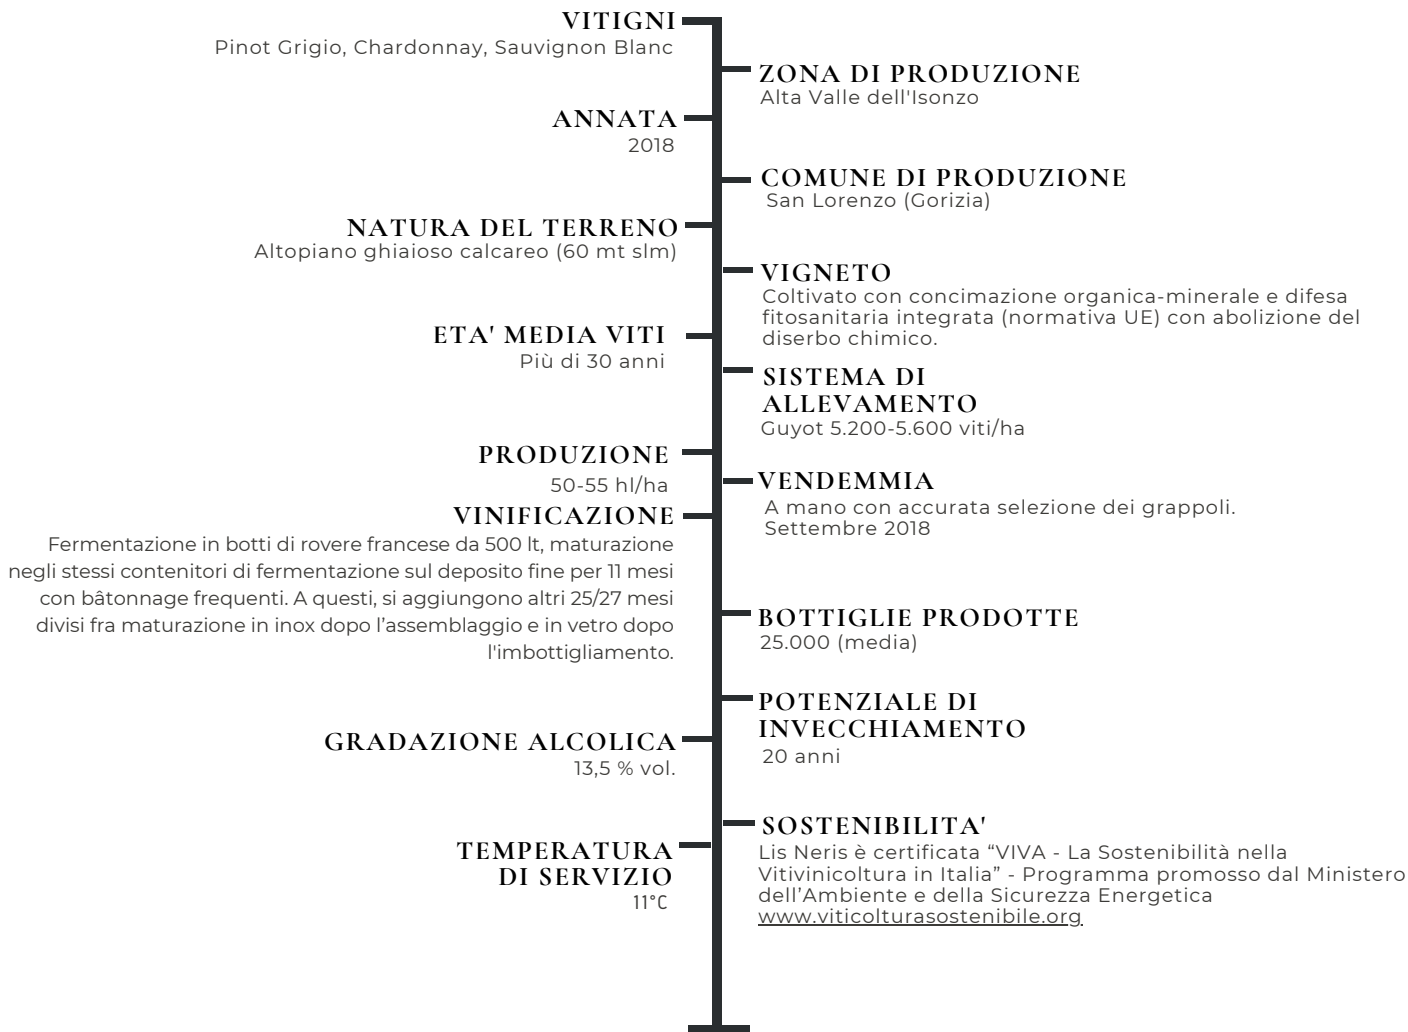 VITIGNI
Pinot Grigio, Chardonnay, Sauvignon Blanc
ZONA DI PRODUZIONE
Alta Valle dell'Isonzo
ANNATA
2018
COMUNE DI PRODUZIONE
San Lorenzo (Gorizia)
NATURA DEL TERRENO
Altopiano ghiaioso calcareo (60 mt slm)
VIGNETO
Coltivato con concimazione organica-minerale e difesa
fitosanitaria integrata (normativa UE) con abolizione del
diserbo chimico.
ETA' MEDIA VITI
Più di 30 anni
SISTEMA DI
ALLEVAMENTO
Guyot 5.200-5.600 viti/ha
PRODUZIONE
50-55 hl/ha
VENDEMMIA
A mano con accurata selezione dei grappoli.
Settembre 2018
VINIFICAZIONE
Fermentazione in botti di rovere francese da 500 lt, maturazione
negli stessi contenitori di fermentazione sul deposito fine per 11 mesi
con bâtonnage frequenti. A questi, si aggiungono altri 25/27 mesi
divisi fra maturazione in inox dopo l’assemblaggio e in vetro dopo
l'imbottigliamento.
BOTTIGLIE PRODOTTE
25.000 (media)
POTENZIALE DI
INVECCHIAMENTO
20 anni
GRADAZIONE ALCOLICA
13,5 % vol.
SOSTENIBILITA'
Lis Neris è certificata “VIVA - La Sostenibilità nella
Vitivinicoltura in Italia” - Programma promosso dal Ministero
dell’Ambiente e della Sicurezza Energetica
www.viticolturasostenibile.org
TEMPERATURA
DI SERVIZIO
11°C